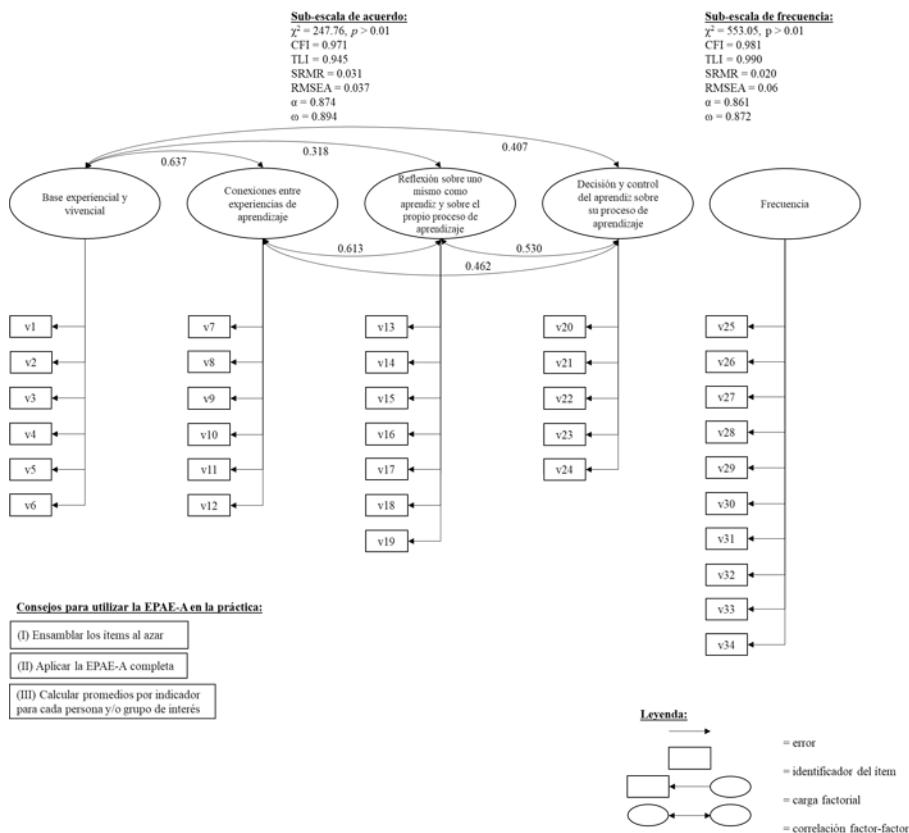 Sub-escala de acuerdo:
χ² = 247.76, p > 0.01
CFI = 0.971
TLI = 0.945
SRMR = 0.031
RMSEA = 0.037
α = 0.874
ω = 0.894
Sub-escala de frecuencia:
χ² = 553.05, p > 0.01
CFI = 0.981
TLI = 0.990
SRMR = 0.020
RMSEA = 0.06
α = 0.861
ω = 0.872
0.407
0.318
0.637
Base experiencial y
vivencial
Conexiones entre
experiencias de
aprendizaje
Reflexión sobre uno
mismo como
aprendiz y sobre el
propio proceso de
aprendizaje
Decisión y control
del aprendiz sobre
su proceso de
aprendizaje
Frecuencia
0.613
0.530
0.462
v1
v2
v3
v4
v5
v6
v7
v8
v9
v10
v11
v12
v13
v14
v15
v16
v17
v18
v19
v20
v21
v22
v23
v24
v25
v26
v27
v28
v29
v30
v31
v32
v33
v34
Consejos para utilizar la EPAE-A en la práctica:
(I) Ensamblar los ítems al azar
(II) Aplicar la EPAE-A completa
(III) Calcular promedios por indicador
para cada persona y/o grupo de interés
Leyenda:
= error
= identificador del ítem
= carga factorial
= correlación factor-factor